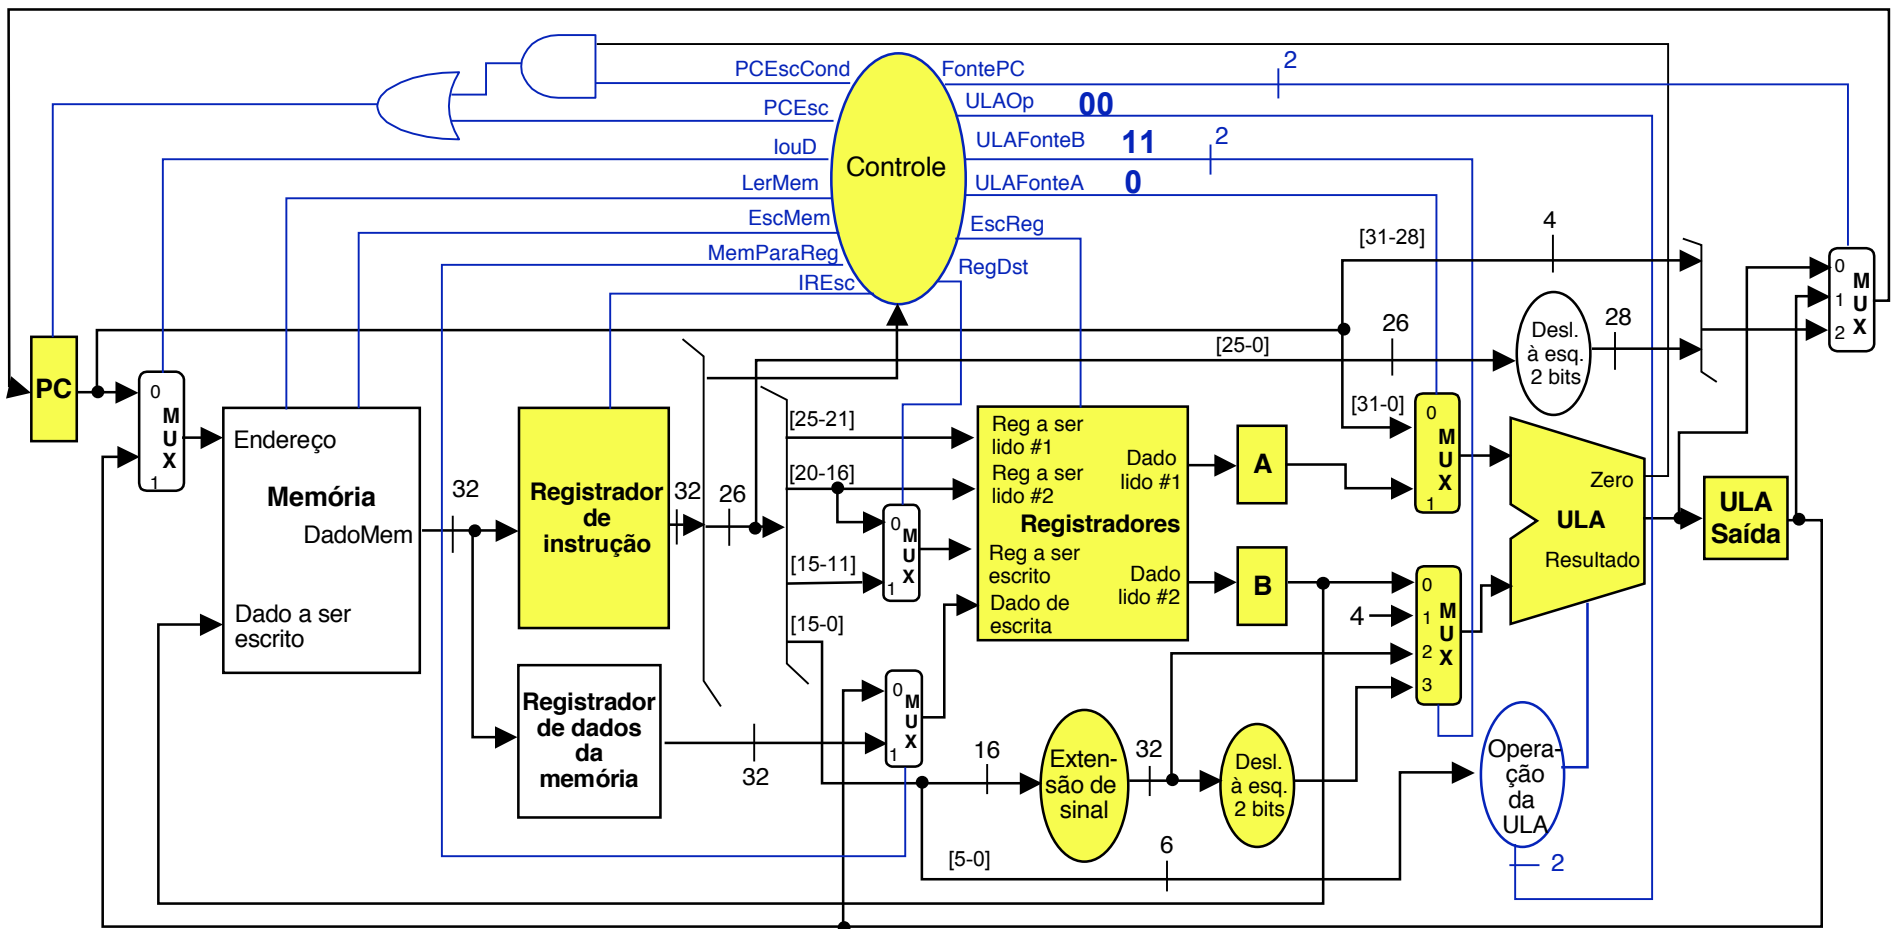 2
PCEscCond
FontePC
PCEsc
ULAOp
00
IouD
ULAFonteB
11
2
Controle
LerMem
ULAFonteA
0
EscMem
EscReg
MemParaReg
RegDst
IREsc
[31-28]
4
0
1
2
M
U
X
26
28
[25-0]
Desl.
à esq.
2 bits
PC
0
M
U
X
1
Endereço
Memória
DadoMem
Dado a ser
escrito
32
Registrador
de
instrução
32
26
[25-21]
[20-16]
[15-11]
[15-0]
0
M
U
X
1
Reg a ser
lido #1
Reg a ser
lido #2
Registradores
Reg a ser
escrito
Dado de
escrita
Dado
lido #1
Dado
lido #2
A
B
[31-0]
0
M
U
X
1
4
0
1
2
3
M
U
X
Zero
ULA
Resultado
ULA
Saída
Registrador
de dados
da
memória
32
0
M
U
X
1
16
Exten-
são de
sinal
32
Desl.
à esq.
2 bits
Opera-
ção
da
ULA
2
[5-0]
6